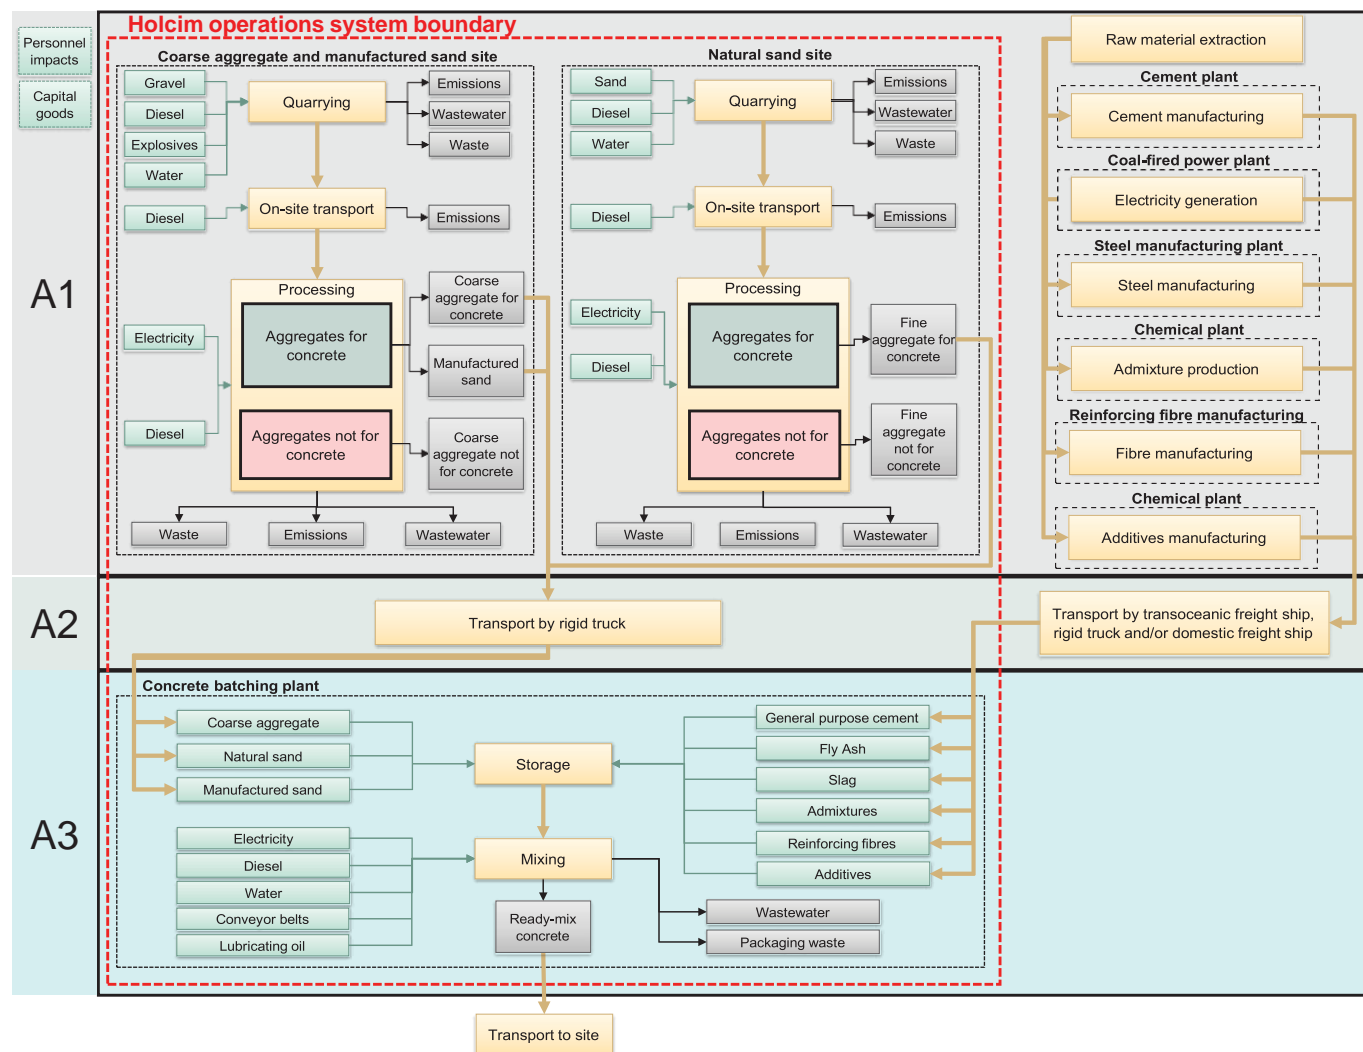 Holcim operations system boundary
Personnel
impacts
Capital
goods
A1
Coarse aggregate and manufactured sand site
Gravel
Diesel
Explosives
Water
Quarrying
Emissions
Wastewater
Waste
Diesel
On-site transport
Emissions
Electricity
Diesel
Processing
Aggregates for
concrete
Aggregates not for
concrete
Coarse
aggregate for
concrete
Manufactured
sand
Coarse
aggregate not
for concrete
Waste
Emissions
Wastewater
Natural sand site
Sand
Diesel
Water
Quarrying
Emissions
Wastewater
Waste
Diesel
On-site transport
Emissions
Electricity
Diesel
Processing
Aggregates for
concrete
Aggregates not for
concrete
Fine
aggregate for
concrete
Fine
aggregate
not for
concrete
Waste
Emissions
Wastewater
Raw material extraction
Cement plant
Cement manufacturing
Coal-fired power plant
Electricity generation
Steel manufacturing plant
Steel manufacturing
Chemical plant
Admixture production
Reinforcing fibre manufacturing
Fibre manufacturing
Chemical plant
Additives manufacturing
A2
Transport by rigid truck
Transport by transoceanic freight ship,
rigid truck and/or domestic freight ship
A3
Concrete batching plant
Coarse aggregate
Natural sand
Manufactured sand
Electricity
Diesel
Water
Conveyor belts
Lubricating oil
Storage
Mixing
Ready-mix
concrete
General purpose cement
Fly Ash
Slag
Admixtures
Reinforcing fibres
Additives
Wastewater
Packaging waste
Transport to site